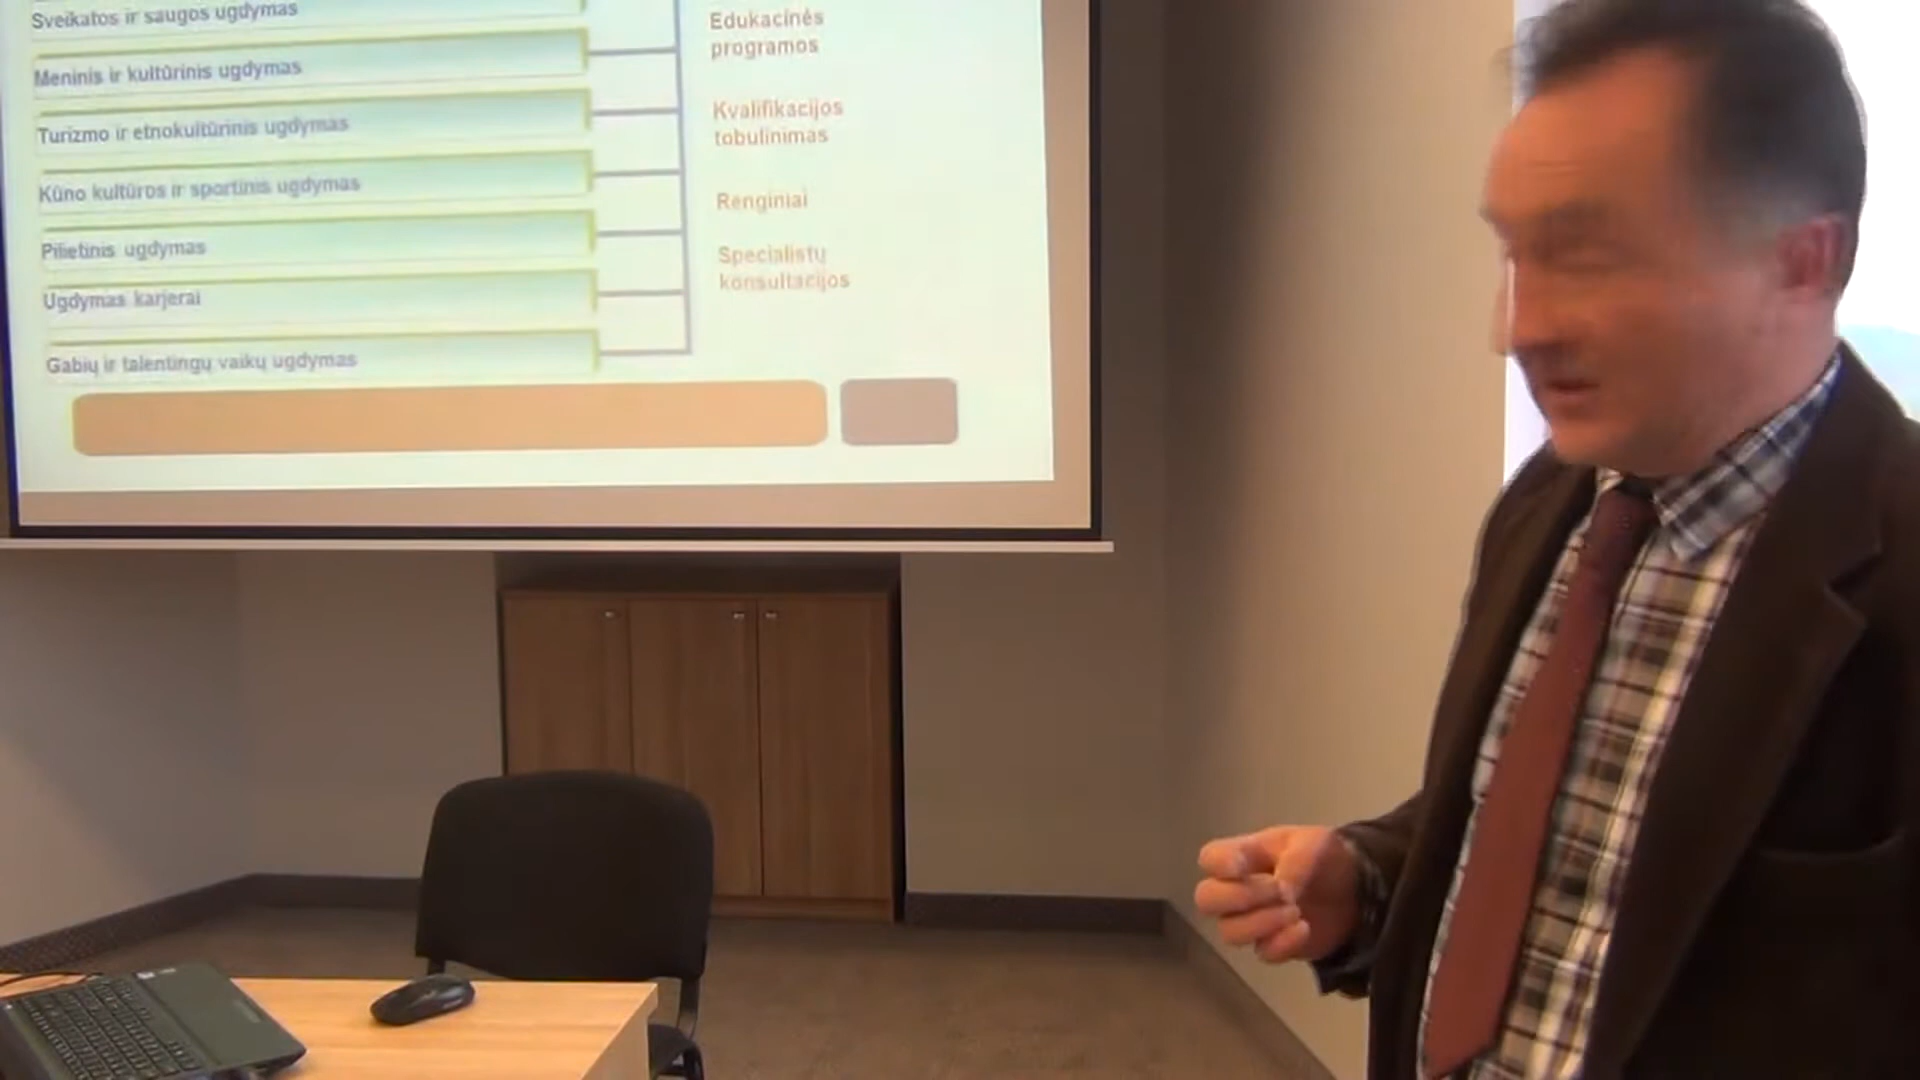 Sveikatos ir saugos ugdymas
Meninis ir kultūrinis ugdymas
Turizmo ir etnokultūrinis ugdymas
Kūno kultūros ir sportinis ugdymas
Pilietinis ugdymas
Ugdymas karjerai
Gabių ir talentingų vaikų ugdymas
Edukacinės
programos
Kvalifikacijos
tobulinimas
Renginiai
Specialistų
konsultacijos